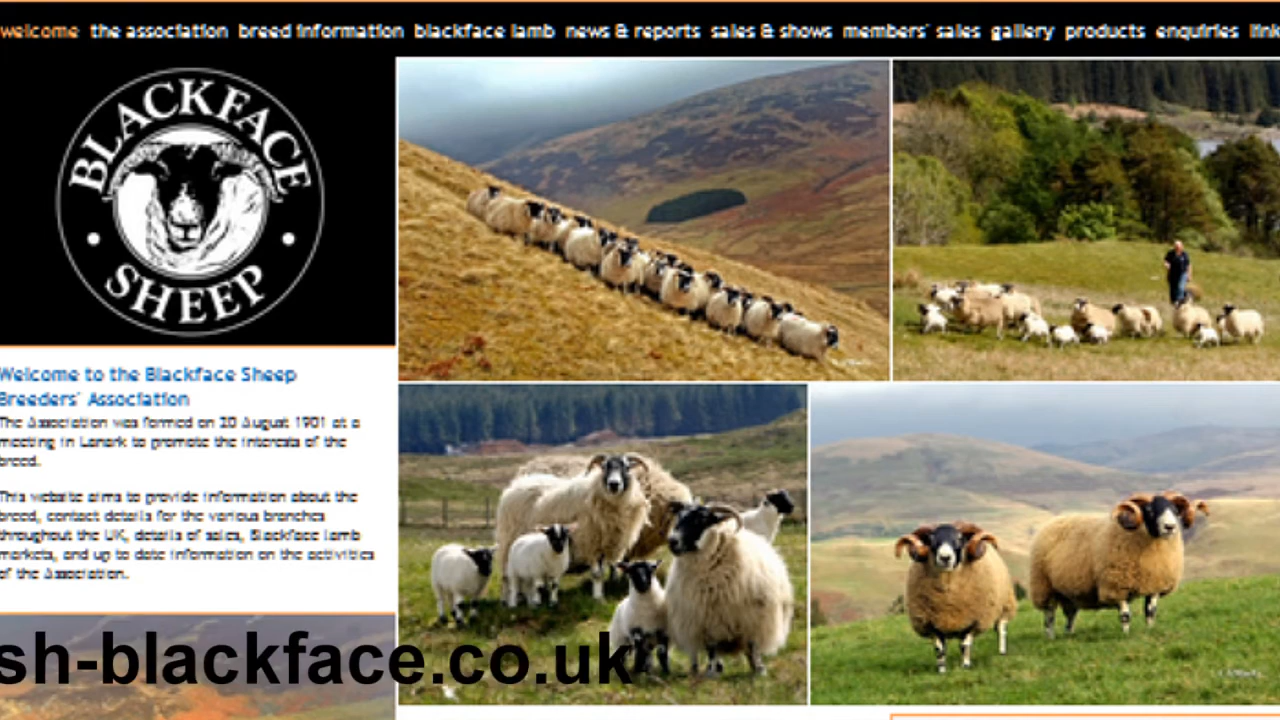 welcome the association breed information blackface lamb news & reports sales & shows members' sales gallery products enquiries link
BLACKFACE
SHEEP
Welcome to the Blackface Sheep
Breeders' Association
The Association was formed on 20 August 1901 at a
meeting in Lanark to promote the interests of the
breed.
This website aims to provide information about the
breed, contact details for the various branches
throughout the UK, details of sales, Blackface lamb
markets, and up to date information on the activities
of the Association.
sh-blackface.co.uk